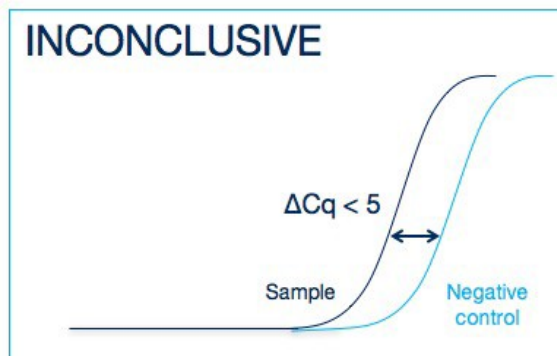 INCONCLUSIVE
ΔCq < 5
Sample
Negative
control